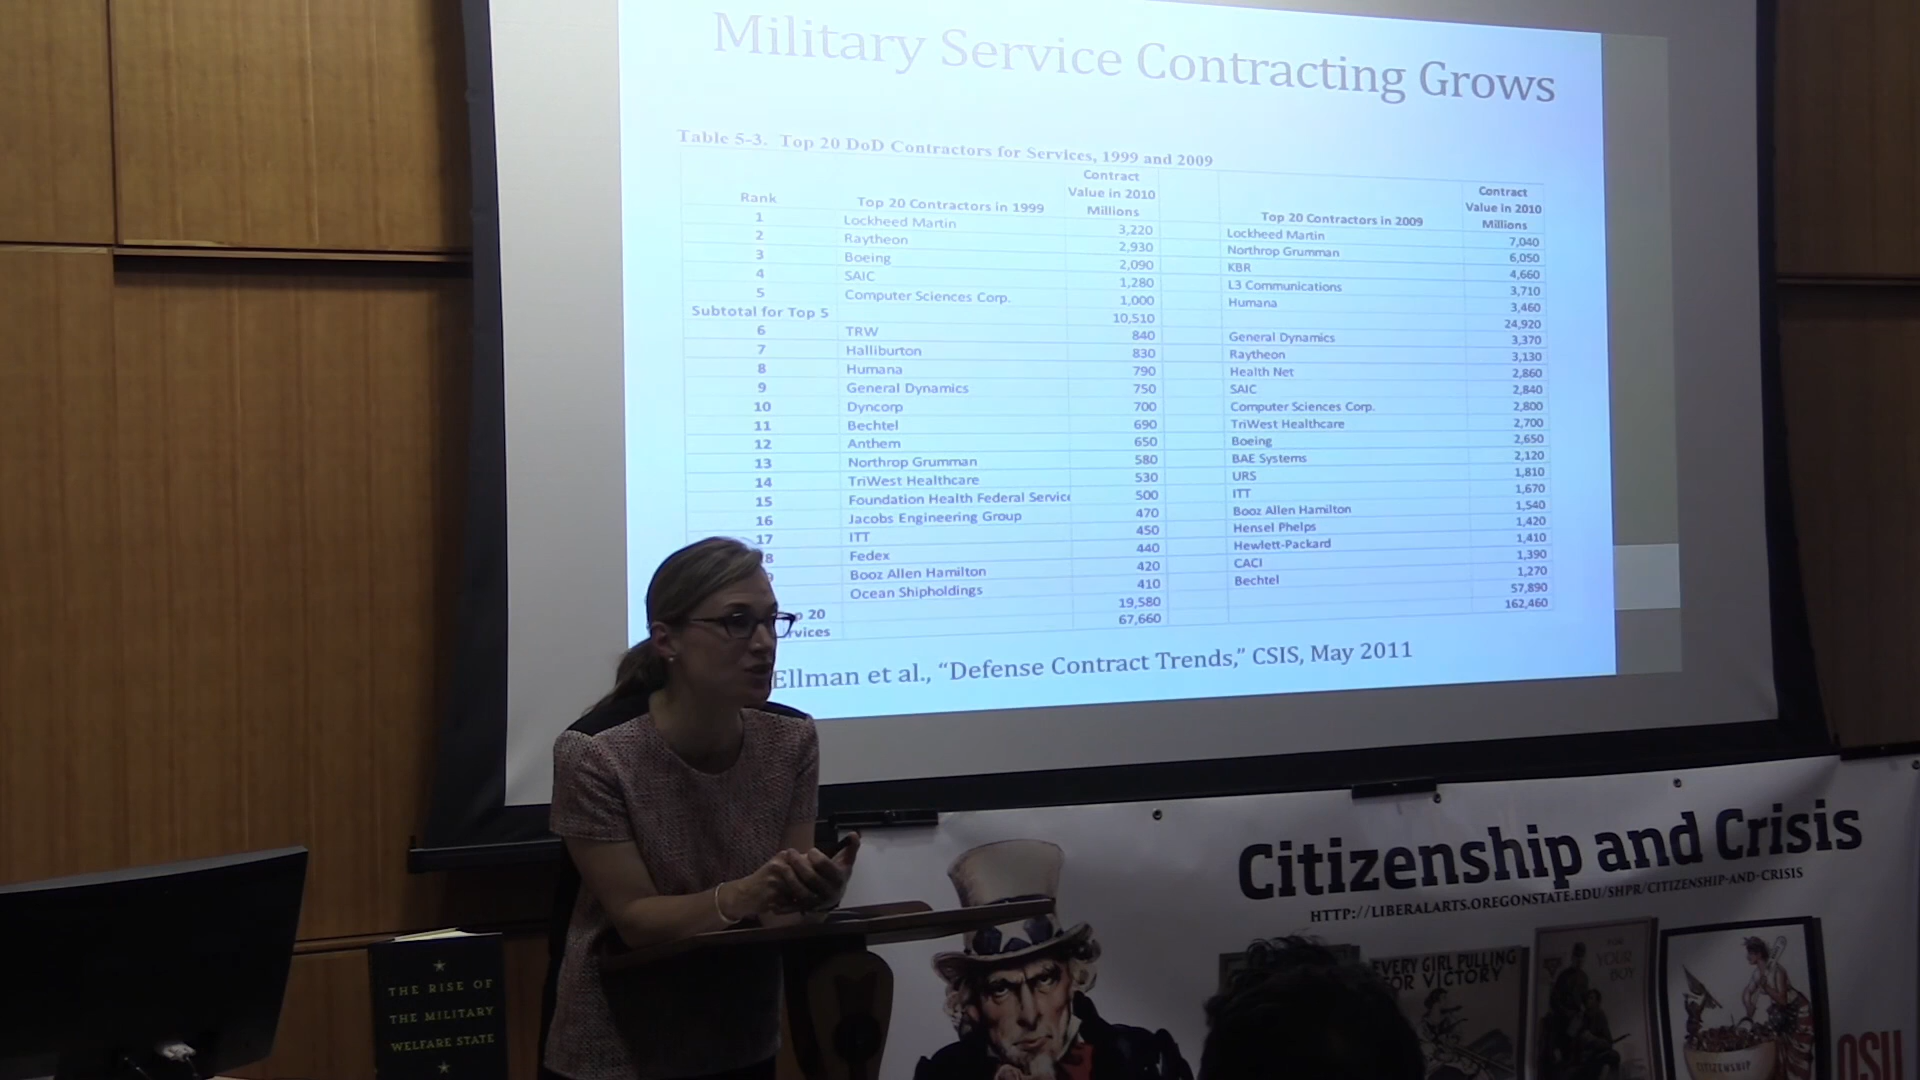 Military Service Contracting Grows
Table 5-3. Top 20 DoD Contractors for Services, 1999 and 2009
Rank Top 20 Contractors in 1999 Contract Value in 2010 Millions Top 20 Contractors in 2009 Contract Value in 2010 Millions
1 Lockheed Martin 3,220 Lockheed Martin 7,040
2 Raytheon 2,930 Northrop Grumman 6,050
3 Boeing 2,090 KBR 4,660
4 SAIC 1,280 L3 Communications 3,710
5 Computer Sciences Corp. 1,000 Humana 3,460
Subtotal for Top 5 10,510 24,920
6 TRW 840 General Dynamics 3,370
7 Halliburton 830 Raytheon 3,130
8 Humana 790 Health Net 2,860
9 General Dynamics 750 SAIC 2,840
10 Dyncorp 700 Computer Sciences Corp. 2,800
11 Bechtel 690 TriWest Healthcare 2,700
12 Anthem 650 Boeing 2,650
13 Northrop Grumman 580 BAE Systems 2,120
14 TriWest Healthcare 530 URS 1,810
15 Foundation Health Federal Servic 500 ITT 1,670
16 Jacobs Engineering Group 470 Booz Allen Hamilton 1,540
17 ITT 450 Hensel Phelps 1,420
8 Fedex 440 Hewlett-Packard 1,410
Booz Allen Hamilton 420 CACI 1,390
Ocean Shipholdings 410 Bechtel 1,270
p 20 19,580 57,890
rvices 67,660 162,460
Ellman et al., “Defense Contract Trends,” CSIS, May 2011
THE RISE OF
THE MILITARY
WELFARE STATE
Citizenship and Crisis
HTTP://LIBERALARTS.OREGONSTATE.EDU/SHPR/CITIZENSHIP-AND-CRISIS
EVERY GIRL PULLING
FOR VICTORY
YOUR
BOY
CITIZENSHIP
OSU